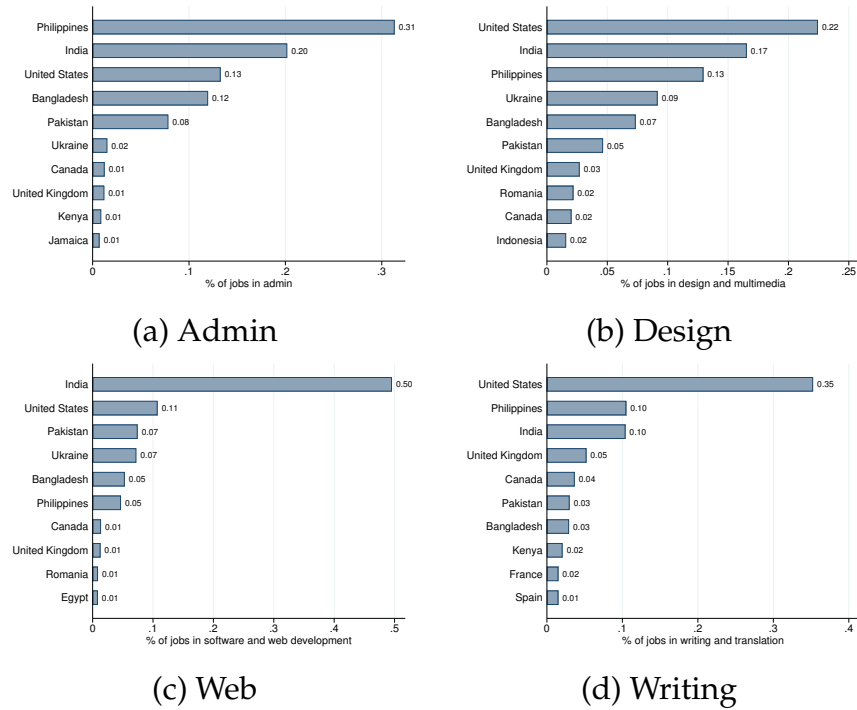 Philippines 0.31
India 0.20
United States 0.13
Bangladesh 0.12
Pakistan 0.08
Ukraine 0.02
Canada 0.01
United Kingdom 0.01
Kenya 0.01
Jamaica 0.01
0 .1 .2 .3
% of jobs in admin
(a) Admin
United States 0.22
India 0.17
Philippines 0.13
Ukraine 0.09
Bangladesh 0.07
Pakistan 0.05
United Kingdom 0.03
Romania 0.02
Canada 0.02
Indonesia 0.02
0 .05 .1 .15 .2 .25
% of jobs in design and multimedia
(b) Design
India 0.50
United States 0.11
Pakistan 0.07
Ukraine 0.07
Bangladesh 0.05
Philippines 0.05
Canada 0.01
United Kingdom 0.01
Romania 0.01
Egypt 0.01
0 .1 .2 .3 .4 .5
% of jobs in software and web development
(c) Web
United States 0.35
Philippines 0.10
India 0.10
United Kingdom 0.05
Canada 0.04
Pakistan 0.03
Bangladesh 0.03
Kenya 0.02
France 0.02
Spain 0.01
0 .1 .2 .3 .4
% of jobs in writing and translation
(d) Writing